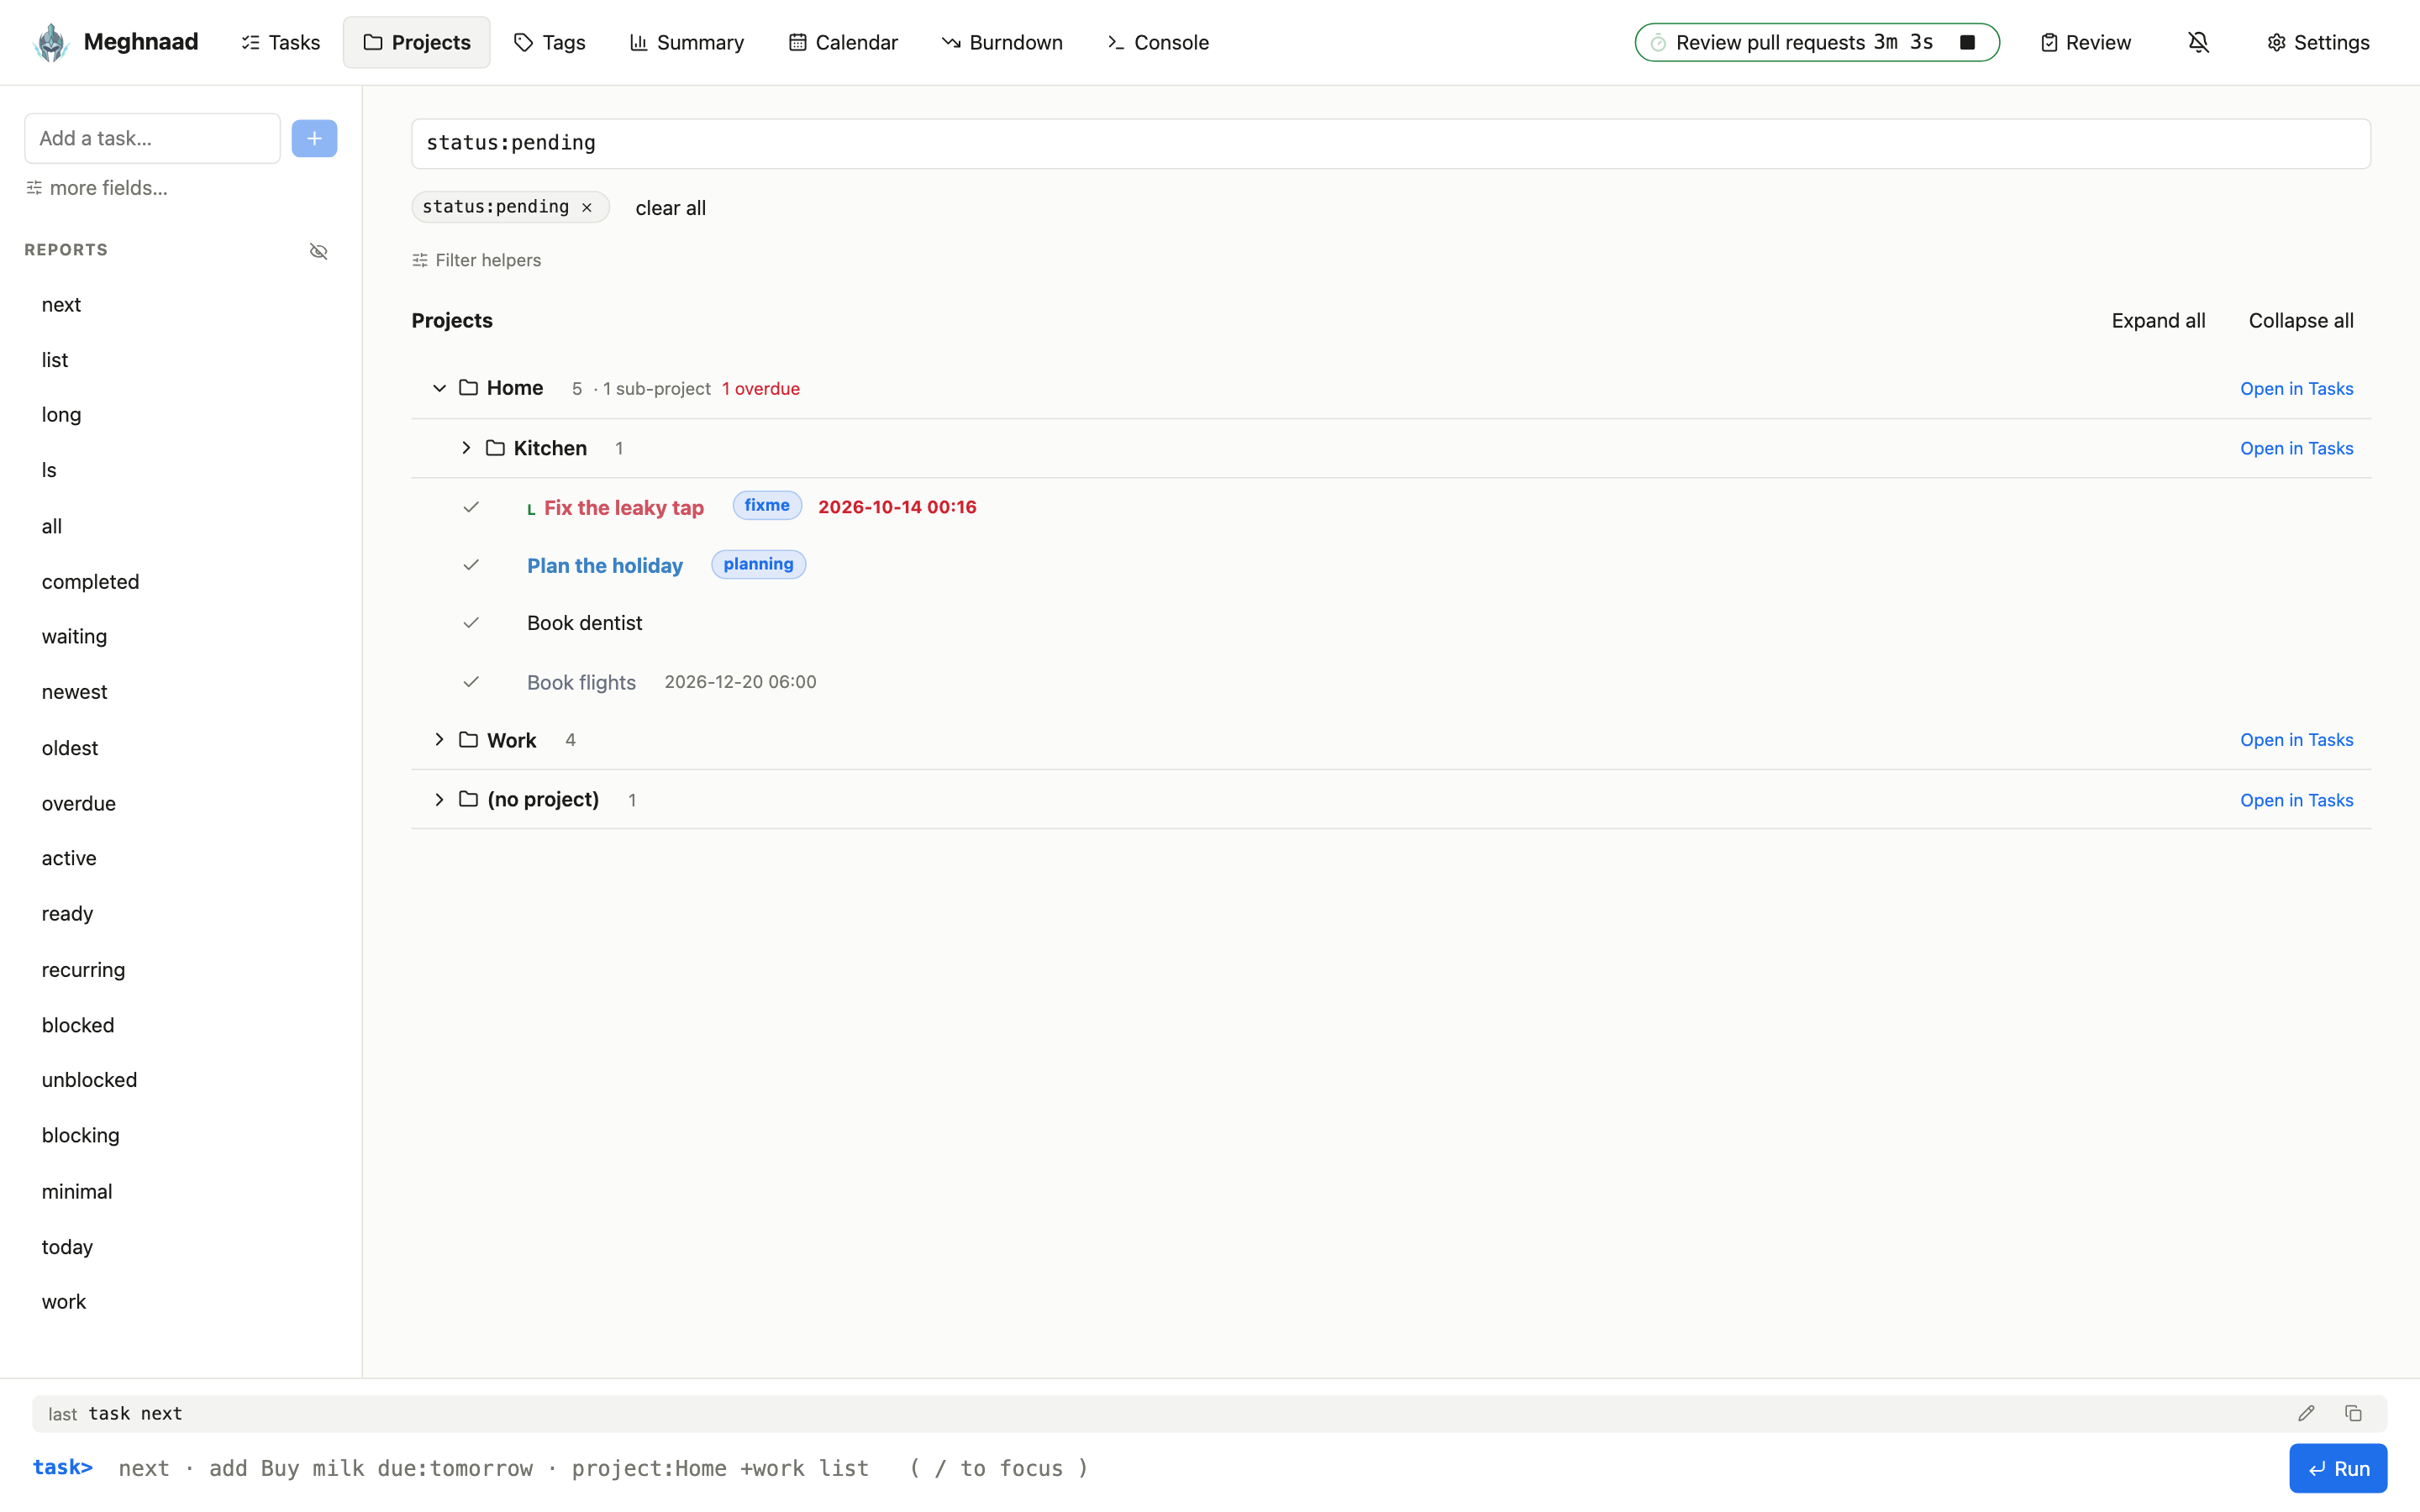 Meghnaad Tasks Projects Tags Summary Calendar Burndown Console Review pull requests 3m 3s Review Settings
Add a task... +
more fields...
REPORTS
next
list
long
ls
all
completed
waiting
newest
oldest
overdue
active
ready
recurring
blocked
unblocked
blocking
minimal
today
work
status:pending
status:pending × clear all
Filter helpers
Projects Expand all Collapse all
Home 5 · 1 sub-project 1 overdue Open in Tasks
Kitchen 1 Open in Tasks
L Fix the leaky tap fixme 2026-10-14 00:16
Plan the holiday planning
Book dentist
Book flights 2026-12-20 06:00
Work 4 Open in Tasks
(no project) 1 Open in Tasks
last task next
task> next · add Buy milk due:tomorrow · project:Home +work list ( / to focus ) Run